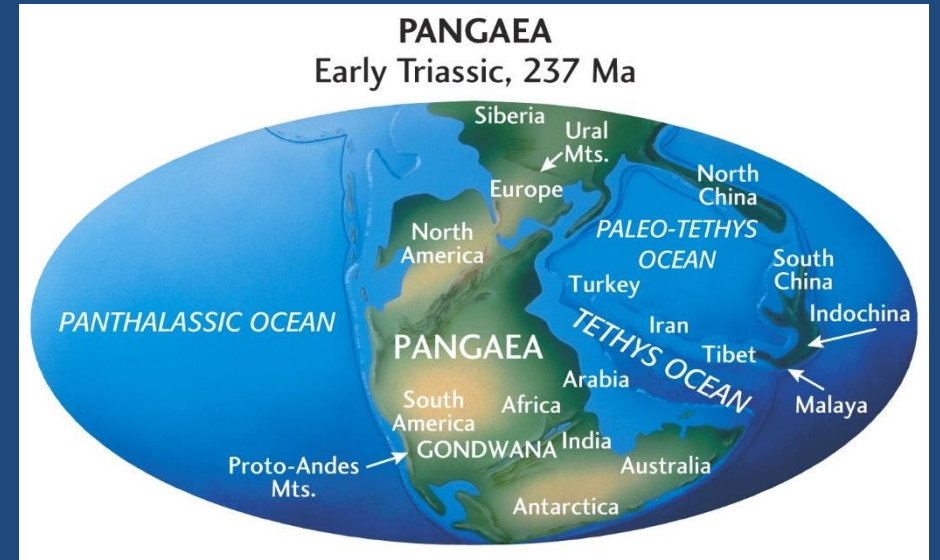 PANGAEA
Early Triassic, 237 Ma
Siberia
Ural
Mts.
Europe
North
China
North
America
PALEO-TETHYS
OCEAN
South
China
Turkey
Indochina
PANTHALASSIC OCEAN
Iran
TETHYS OCEAN
Tibet
PANGAEA
Arabia
Malaya
South
America
Africa
GONDWANA
India
Australia
Proto-Andes
Mts.
Antarctica